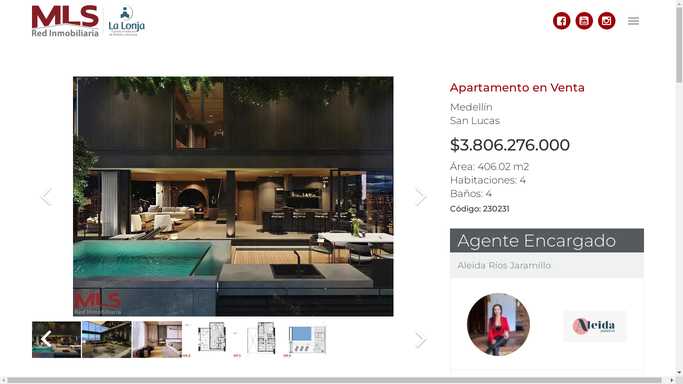 MLS
Red Inmobiliaria
La Lonja
Apartamento en Venta
Medellín
San Lucas
$3.806.276.000
Área: 406.02 m2
Habitaciones: 4
Baños: 4
Código: 230231
Agente Encargado
Aleida Rios Jaramillo
MLS
Red Inmobiliaria
Aleida